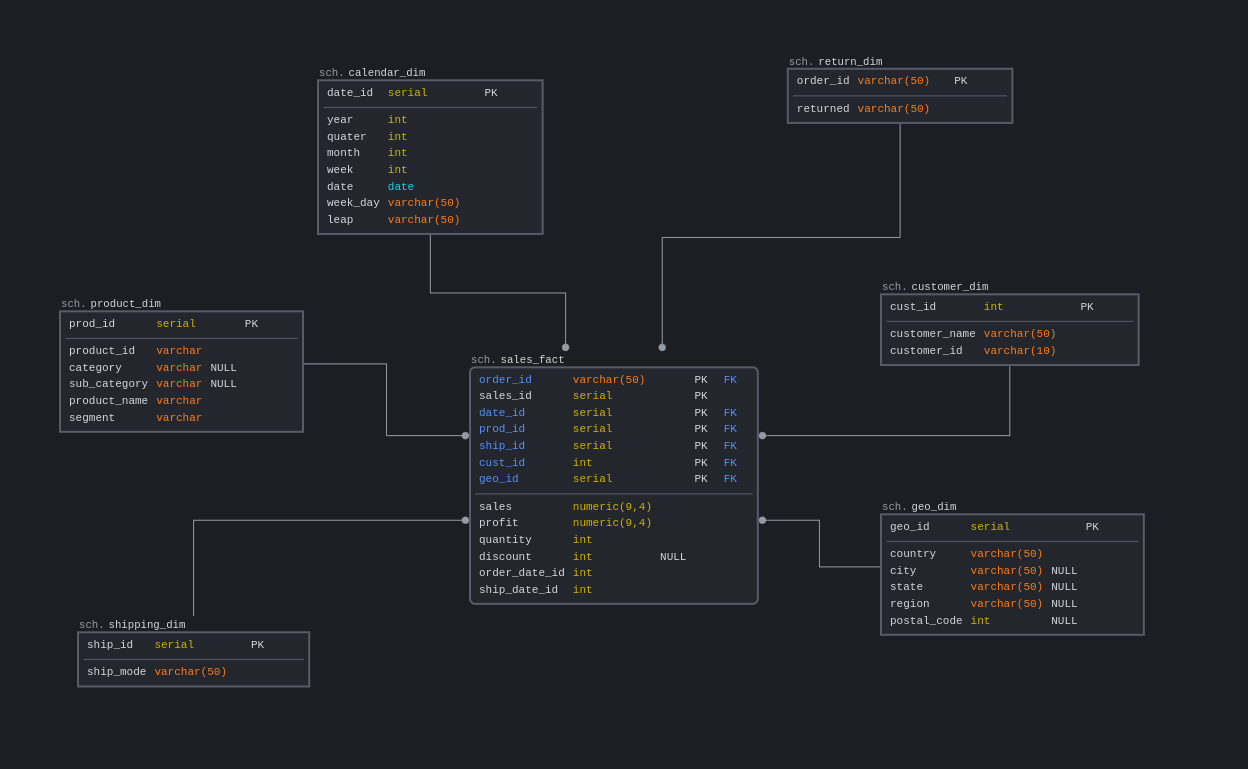 sch. calendar_dim
date_id serial PK
year int
quater int
month int
week int
date date
week_day varchar(50)
leap varchar(50)
sch. return_dim
order_id varchar(50) PK
returned varchar(50)
sch. product_dim
prod_id serial PK
product_id varchar
category varchar NULL
sub_category varchar NULL
product_name varchar
segment varchar
sch. customer_dim
cust_id int PK
customer_name varchar(50)
customer_id varchar(10)
sch. sales_fact
order_id varchar(50) PK FK
sales_id serial PK
date_id serial PK FK
prod_id serial PK FK
ship_id serial PK FK
cust_id int PK FK
geo_id serial PK FK
sales numeric(9,4)
profit numeric(9,4)
quantity int
discount int NULL
order_date_id int
ship_date_id int
sch. geo_dim
geo_id serial PK
country varchar(50)
city varchar(50) NULL
state varchar(50) NULL
region varchar(50) NULL
postal_code int NULL
sch. shipping_dim
ship_id serial PK
ship_mode varchar(50)